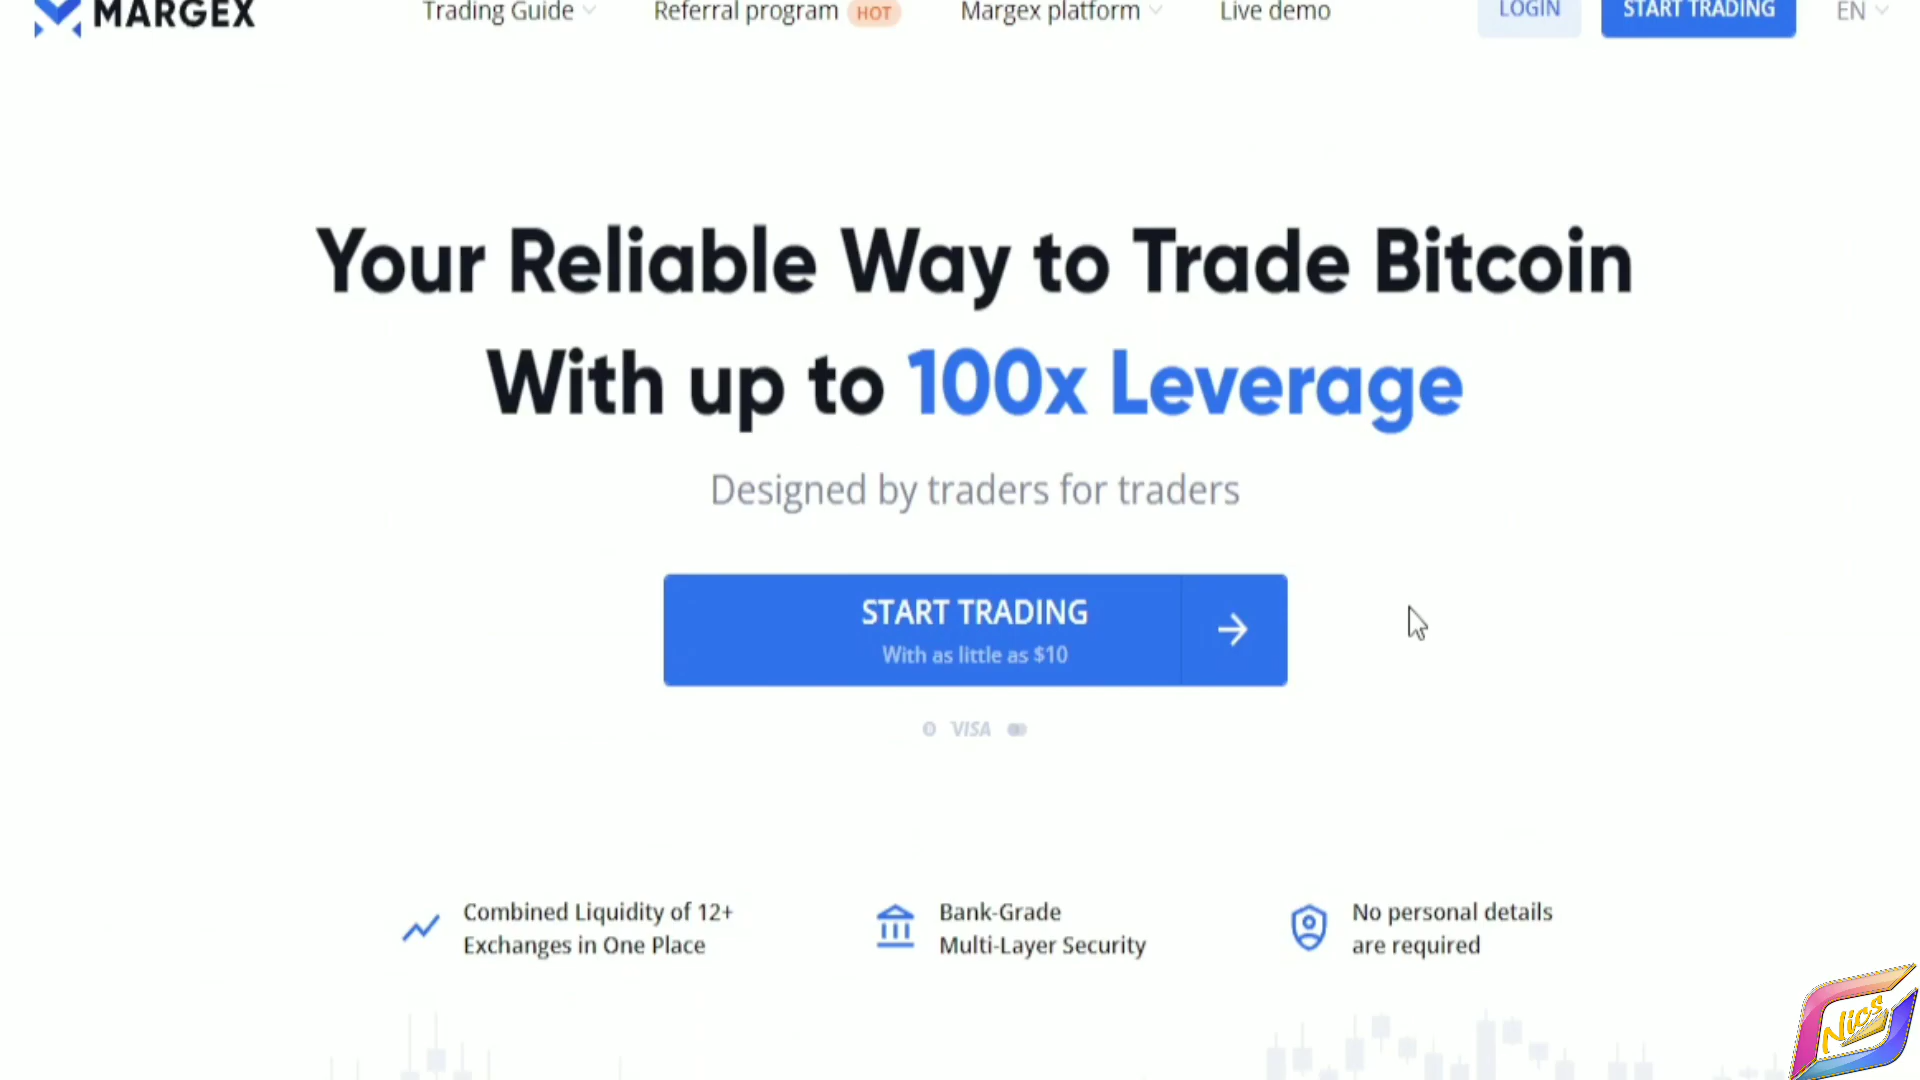 MARGEX
Trading Guide
Referral program HOT
Margex platform
Live demo
LOGIN
START TRADING
EN
Your Reliable Way to Trade Bitcoin
With up to 100x Leverage
Designed by traders for traders
START TRADING
With as little as $10
VISA
Combined Liquidity of 12+
Exchanges in One Place
Bank-Grade
Multi-Layer Security
No personal details
are required
Nics